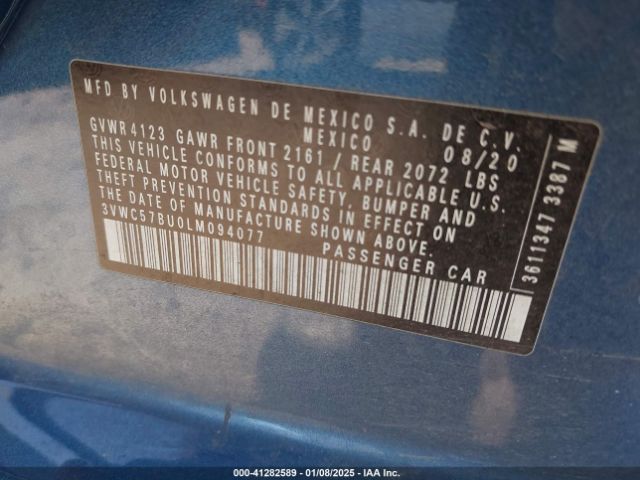 MFD BY VOLKSWAGEN DE MEXICO S.A. DE C.V.
MEXICO 08/20
GVWR 4123 GAWR FRONT 2161 / REAR 2072 LBS
THIS VEHICLE CONFORMS TO ALL APPLICABLE U.S.
FEDERAL MOTOR VEHICLE SAFETY, BUMPER AND
THEFT PREVENTION STANDARDS IN EFFECT ON
THE DATE OF MANUFACTURE SHOWN ABOVE.
3VWC57BU0LM094077 PASSENGER CAR
3611347 3387 M
000-41282589 - 01/08/2025 - IAA Inc.